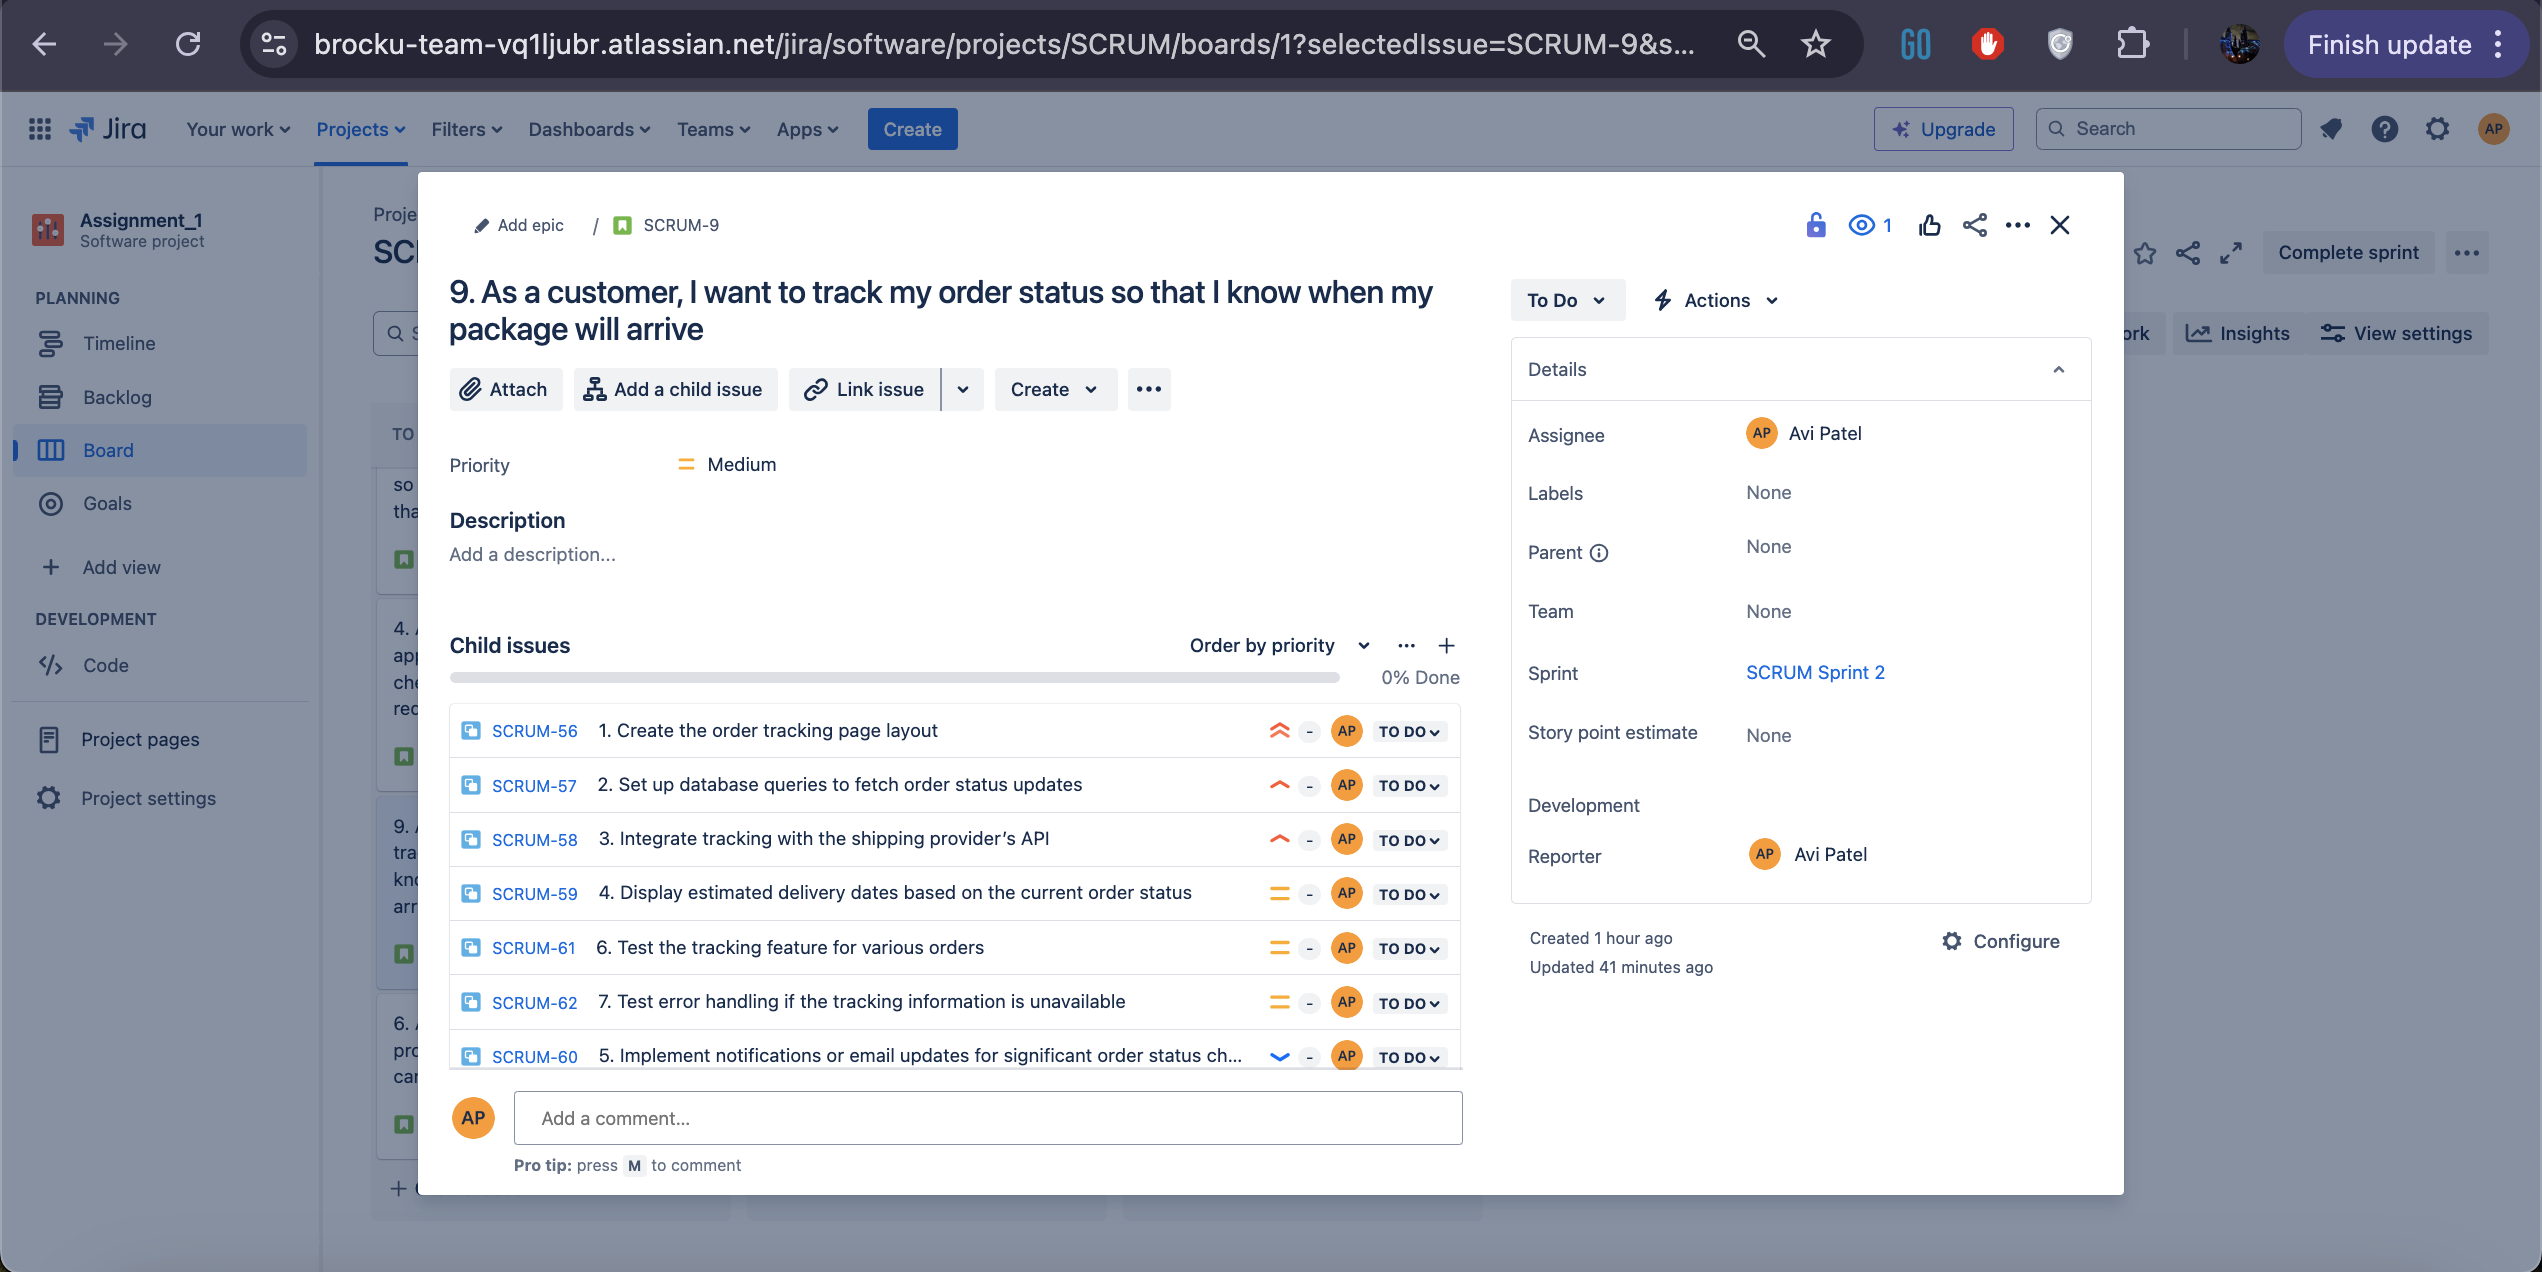 brocku-team-vq1ljubr.atlassian.net/jira/software/projects/SCRUM/boards/1?selectedIssue=SCRUM-9&s...
GO
Finish update
Jira
Your work
Projects
Filters
Dashboards
Teams
Apps
Create
Upgrade
Search
AP
Assignment_1
Software project
PLANNING
Timeline
Backlog
Board
Goals
Add view
DEVELOPMENT
Code
Project pages
Project settings
Proje
SC
TO
so
tha
4.
app
che
rec
9.
tra
kno
arr
6.
pro
car
Complete sprint
ork
Insights
View settings
Add epic
/
SCRUM-9
1
9. As a customer, I want to track my order status so that I know when my
package will arrive
Attach
Add a child issue
Link issue
Create
Priority
Medium
Description
Add a description...
Child issues
Order by priority
0% Done
SCRUM-56 1. Create the order tracking page layout - AP TO DO
SCRUM-57 2. Set up database queries to fetch order status updates - AP TO DO
SCRUM-58 3. Integrate tracking with the shipping provider's API - AP TO DO
SCRUM-59 4. Display estimated delivery dates based on the current order status - AP TO DO
SCRUM-61 6. Test the tracking feature for various orders - AP TO DO
SCRUM-62 7. Test error handling if the tracking information is unavailable - AP TO DO
SCRUM-60 5. Implement notifications or email updates for significant order status ch... - AP TO DO
AP
Add a comment...
Pro tip: press M to comment
To Do
Actions
Details
Assignee
AP Avi Patel
Labels
None
Parent
None
Team
None
Sprint
SCRUM Sprint 2
Story point estimate
None
Development
Reporter
AP Avi Patel
Created 1 hour ago
Updated 41 minutes ago
Configure